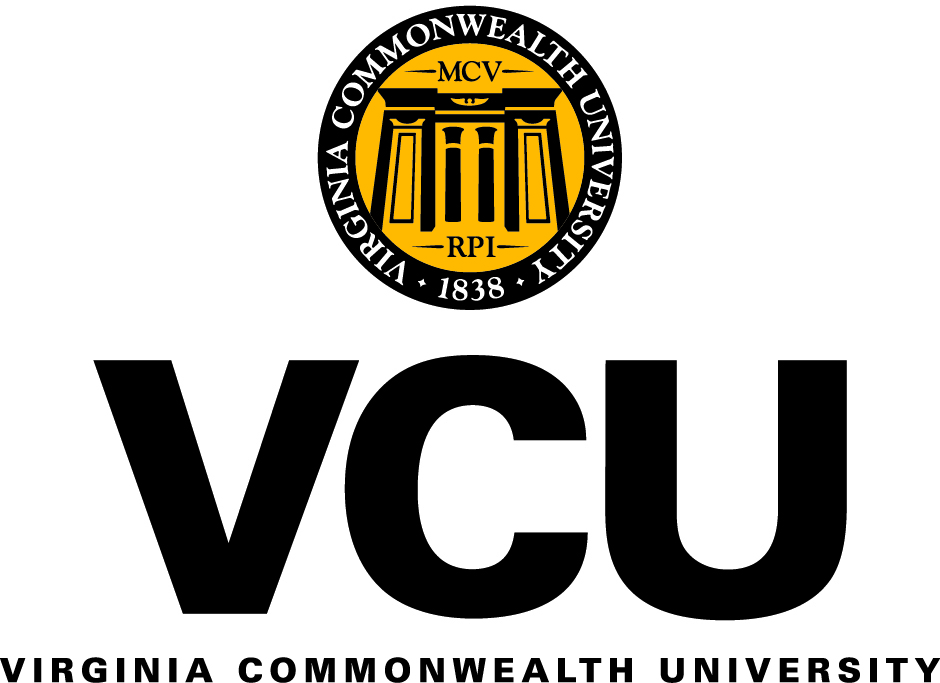 VIRGINIA COMMONWEALTH UNIVERSITY
MCV
RPI
· 1838 ·
VCU
VIRGINIA COMMONWEALTH UNIVERSITY